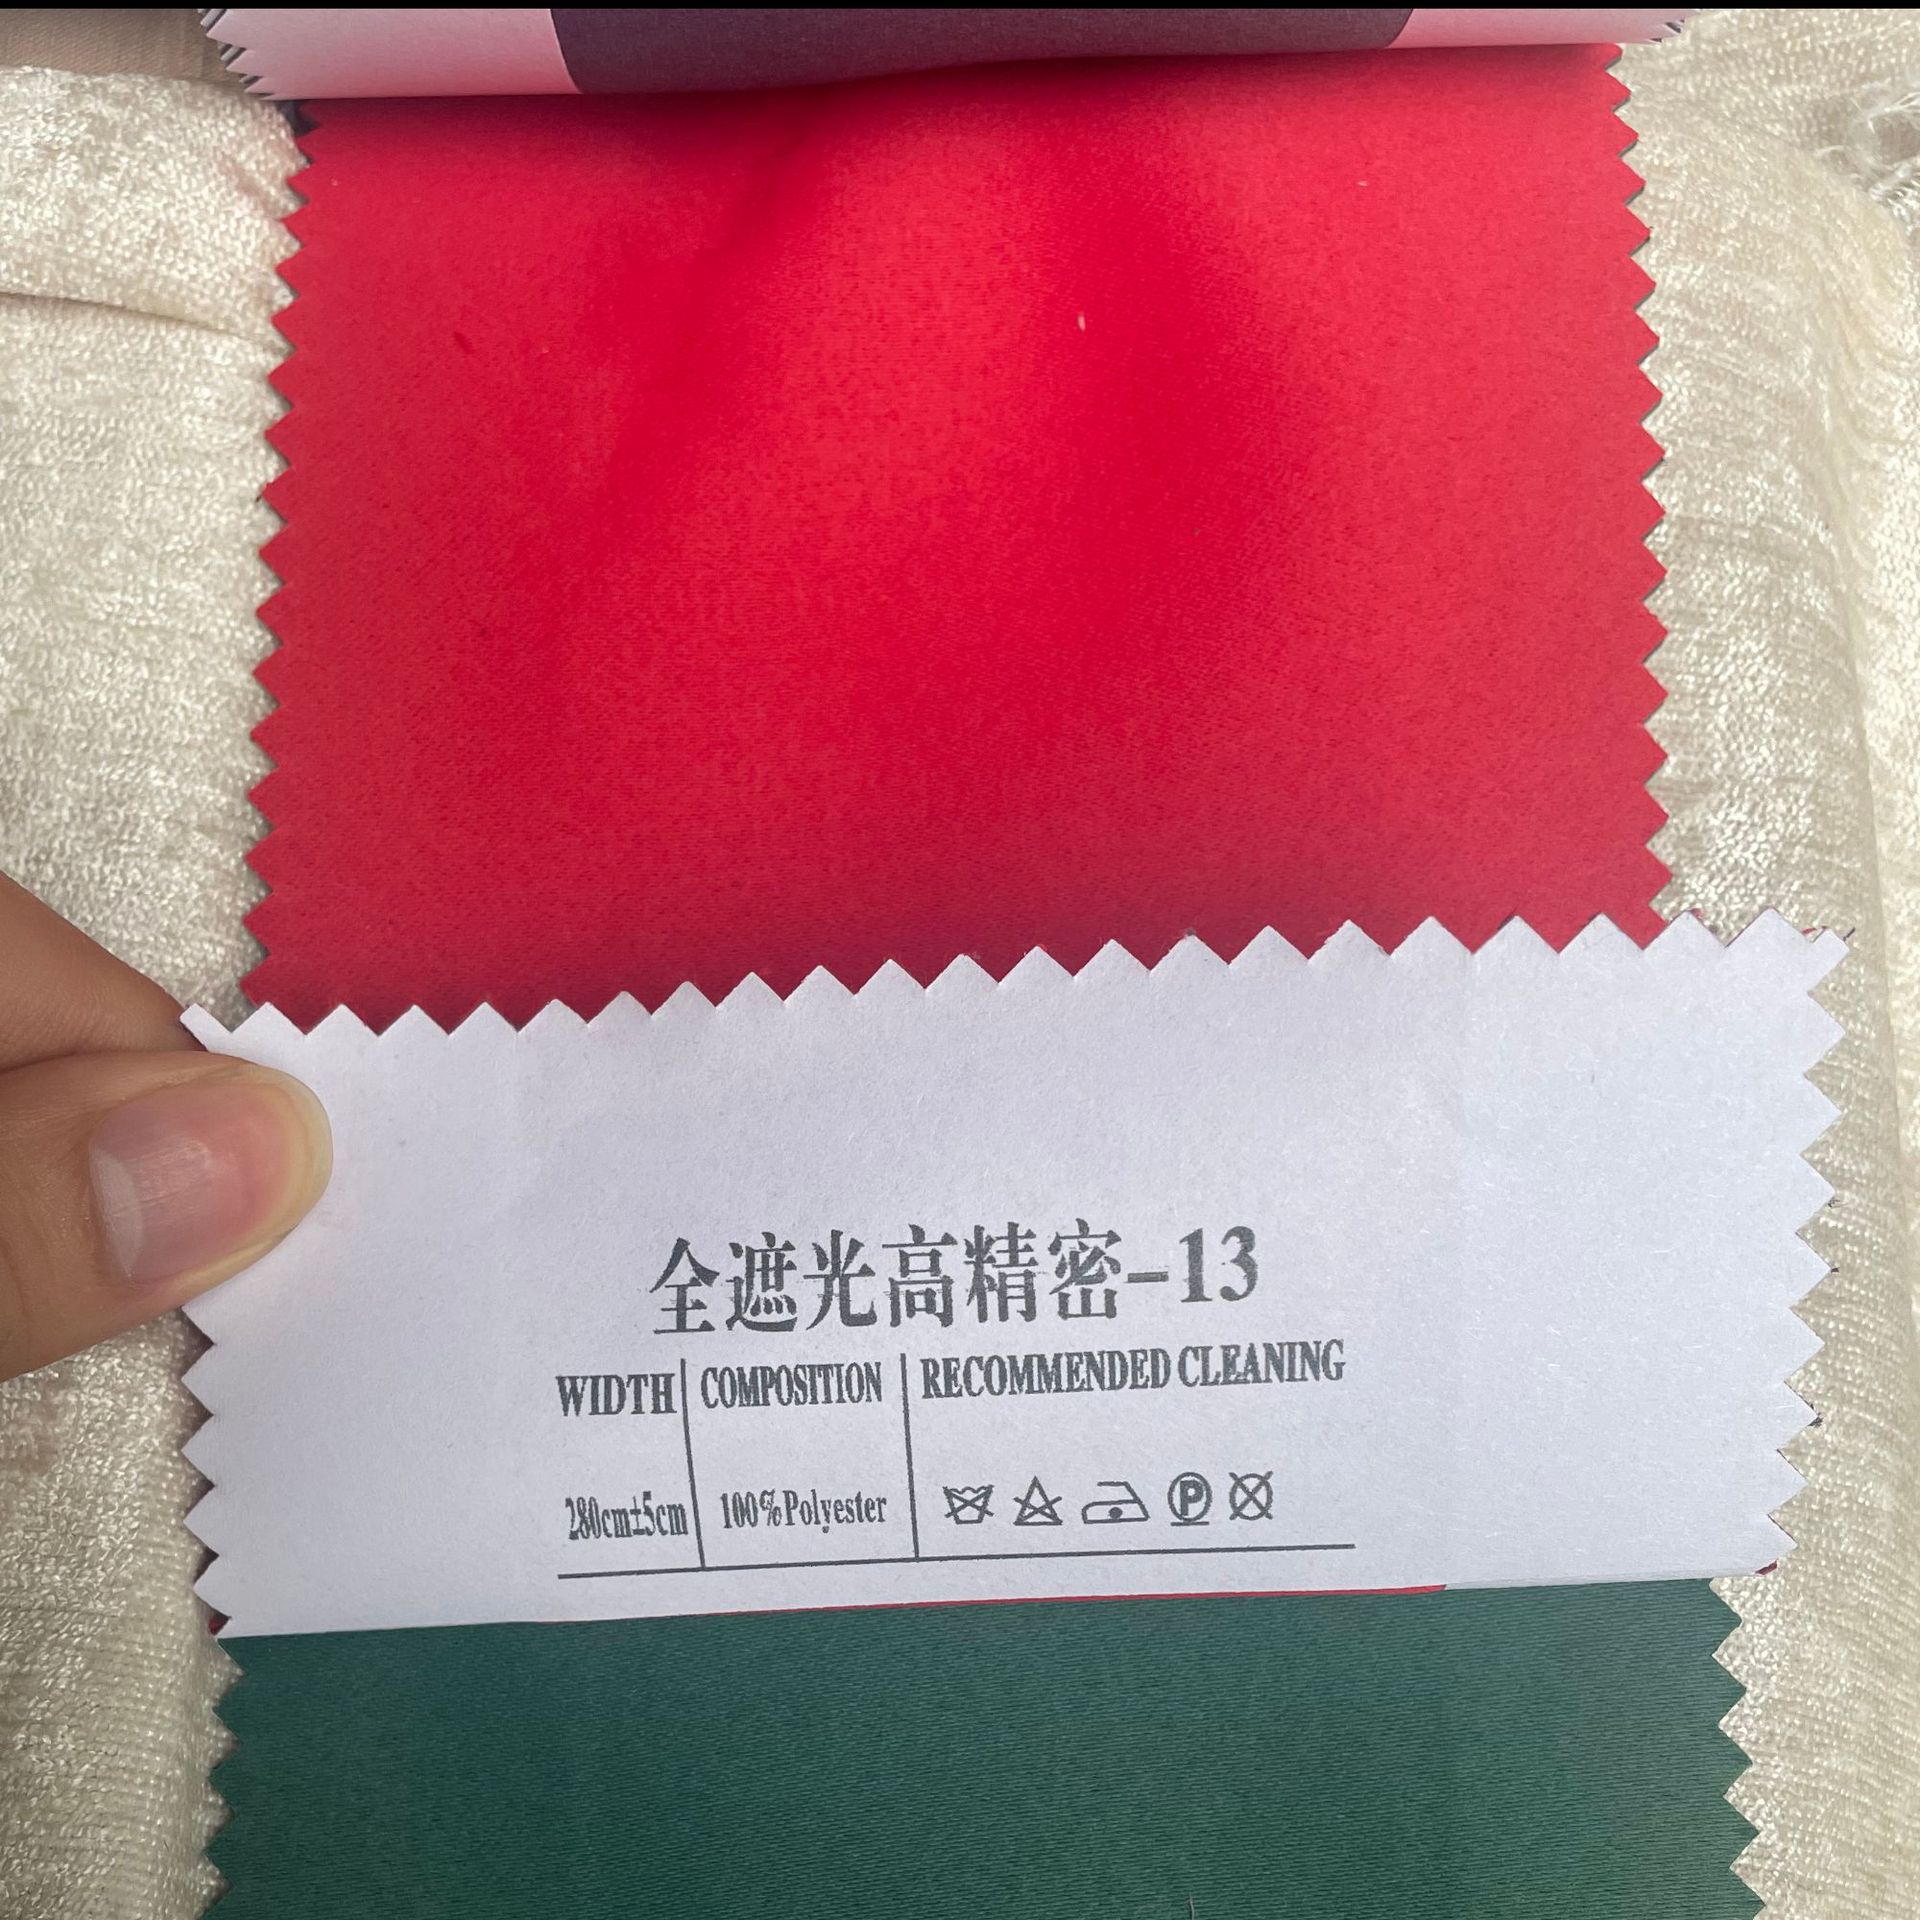 全遮光高精密-13
WIDTH COMPOSITION RECOMMENDED CLEANING
280cm±5cm 100%Polyester P